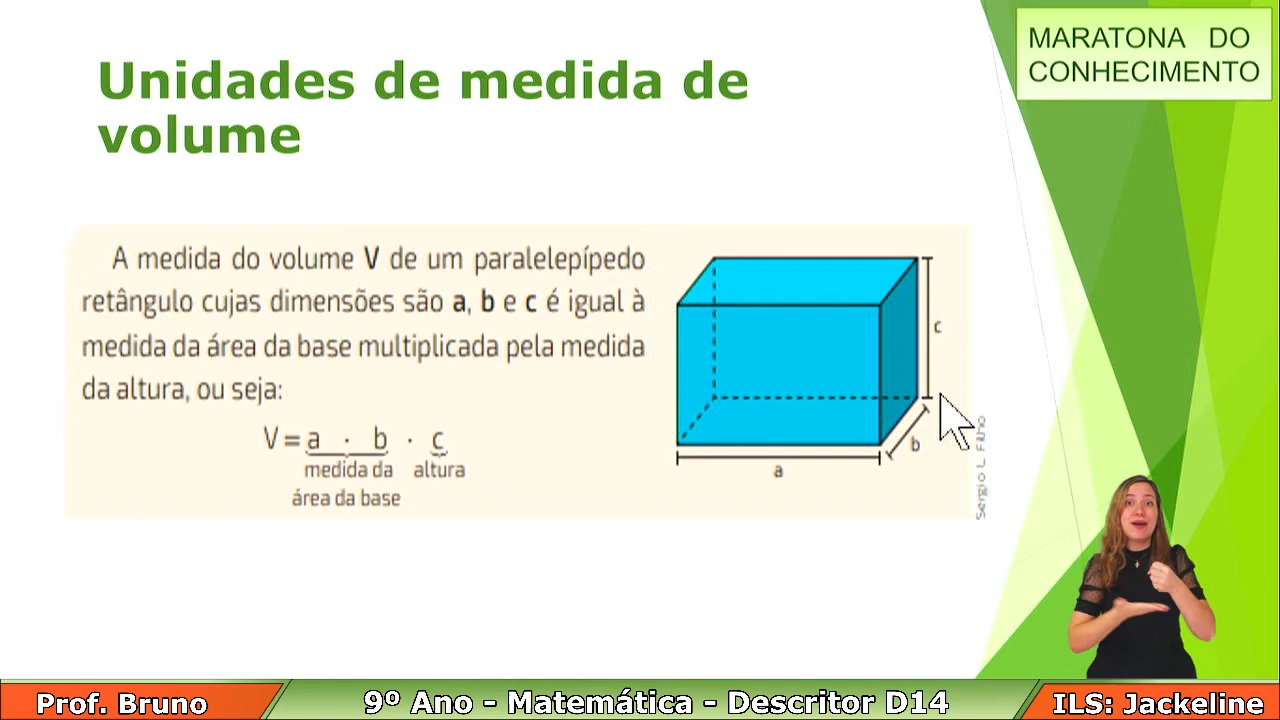 Unidades de medida de
volume
MARATONA DO
CONHECIMENTO
A medida do volume V de um paralelepípedo
retângulo cujas dimensões são a, b e c é igual à
medida da área da base multiplicada pela medida
da altura, ou seja:
V = a · b · c
medida da altura
área da base
c
b
a
Sergio L. Filho
Prof. Bruno
9º Ano - Matemática - Descritor D14
ILS: Jackeline